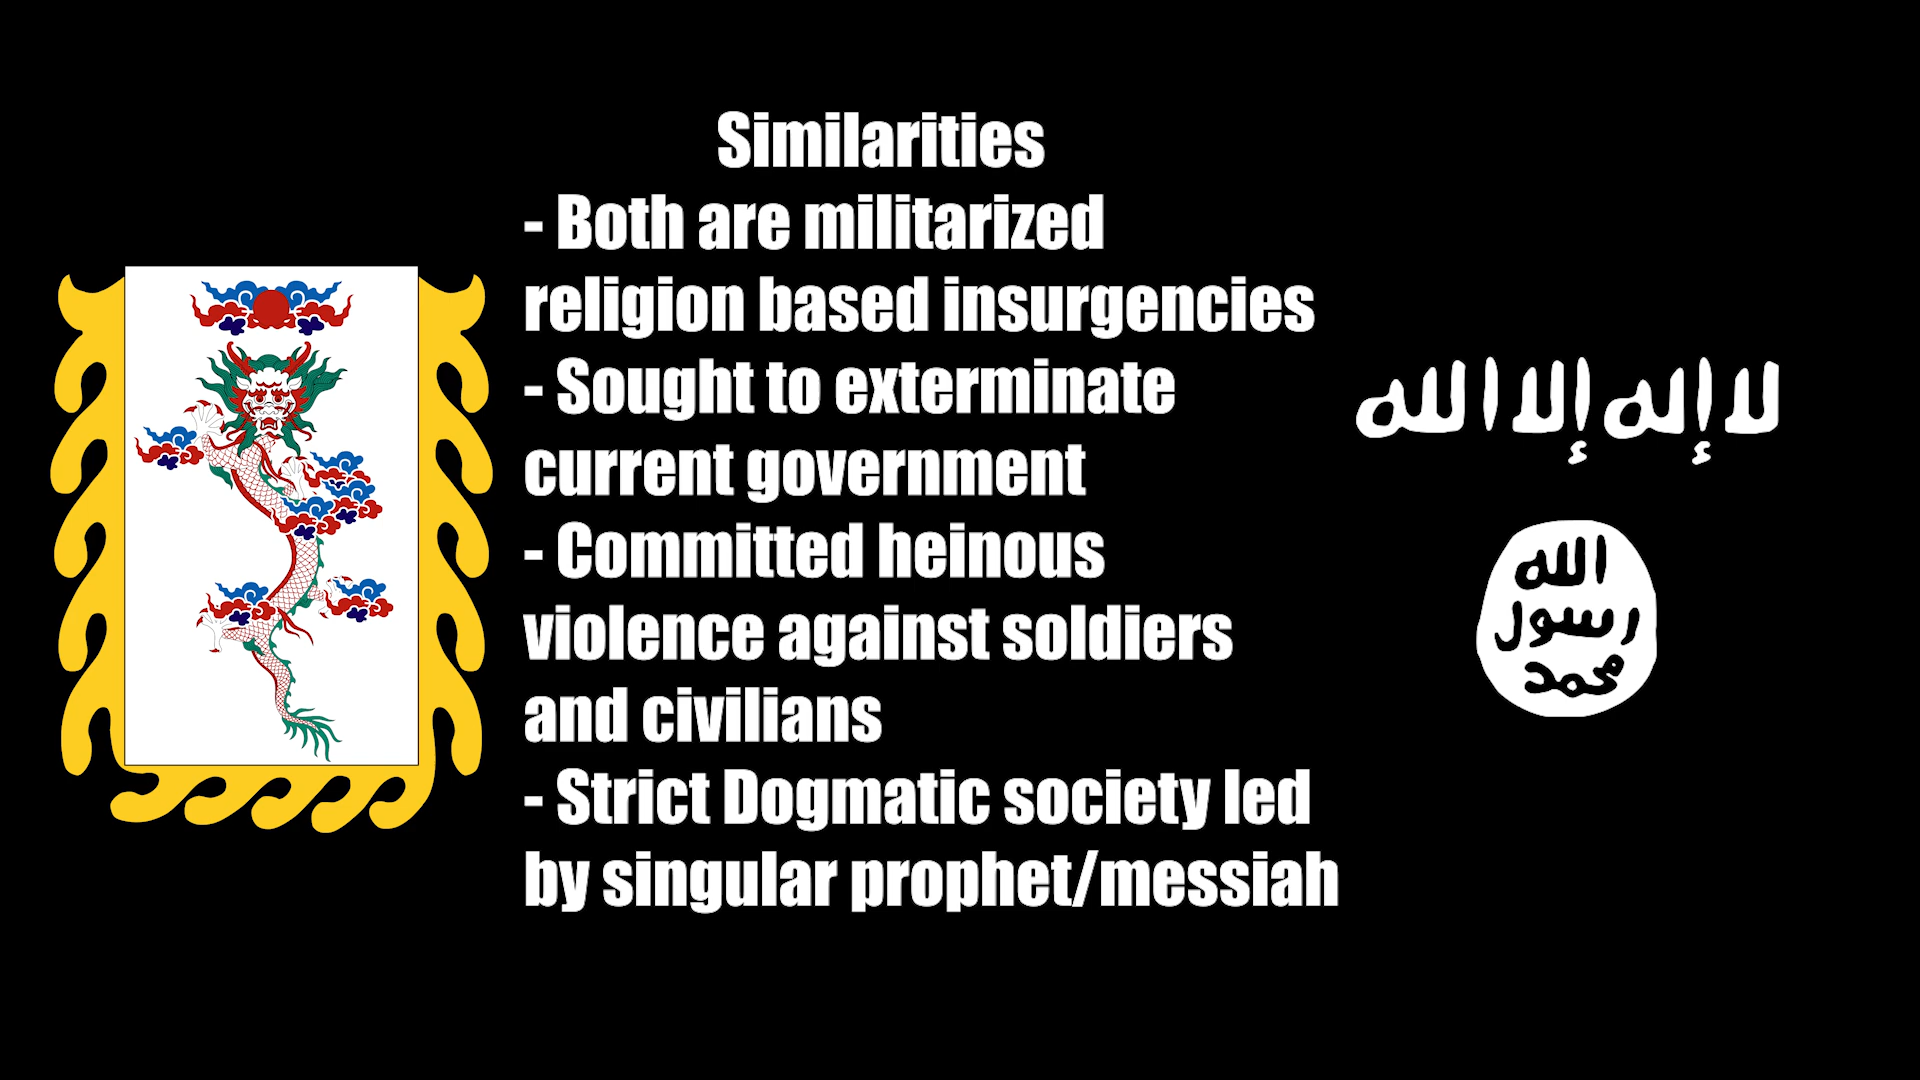 Similarities
- Both are militarized
religion based insurgencies
- Sought to exterminate
current government
- Committed heinous
violence against soldiers
and civilians
- Strict Dogmatic society led
by singular prophet/messiah
لا إله إلا الله
الله
رسول
محمد